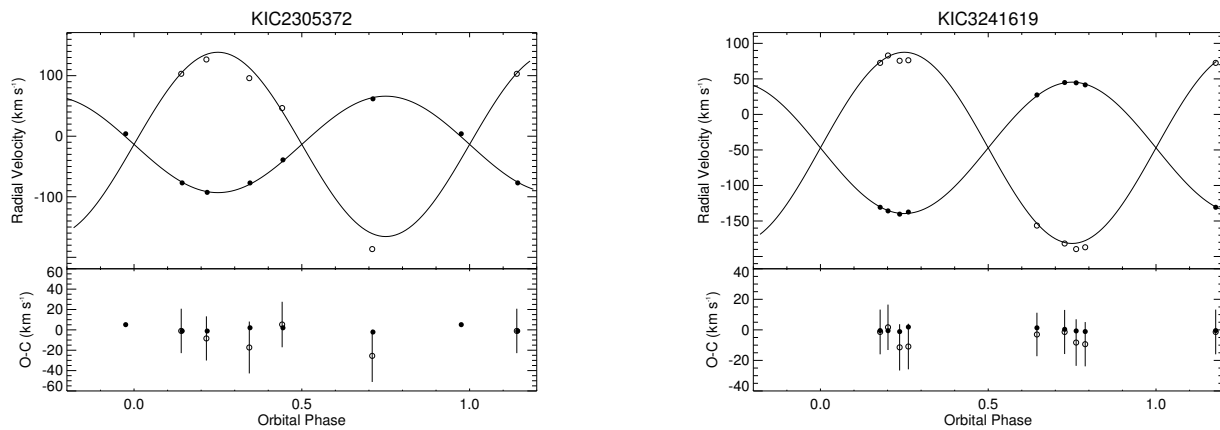 KIC2305372
100
0
-100
Radial Velocity (km s⁻¹)
60
40
20
0
-20
-40
-60
O-C (km s⁻¹)
0.0 0.5 1.0
Orbital Phase
KIC3241619
100
50
0
-50
-100
-150
Radial Velocity (km s⁻¹)
40
20
0
-20
-40
O-C (km s⁻¹)
0.0 0.5 1.0
Orbital Phase